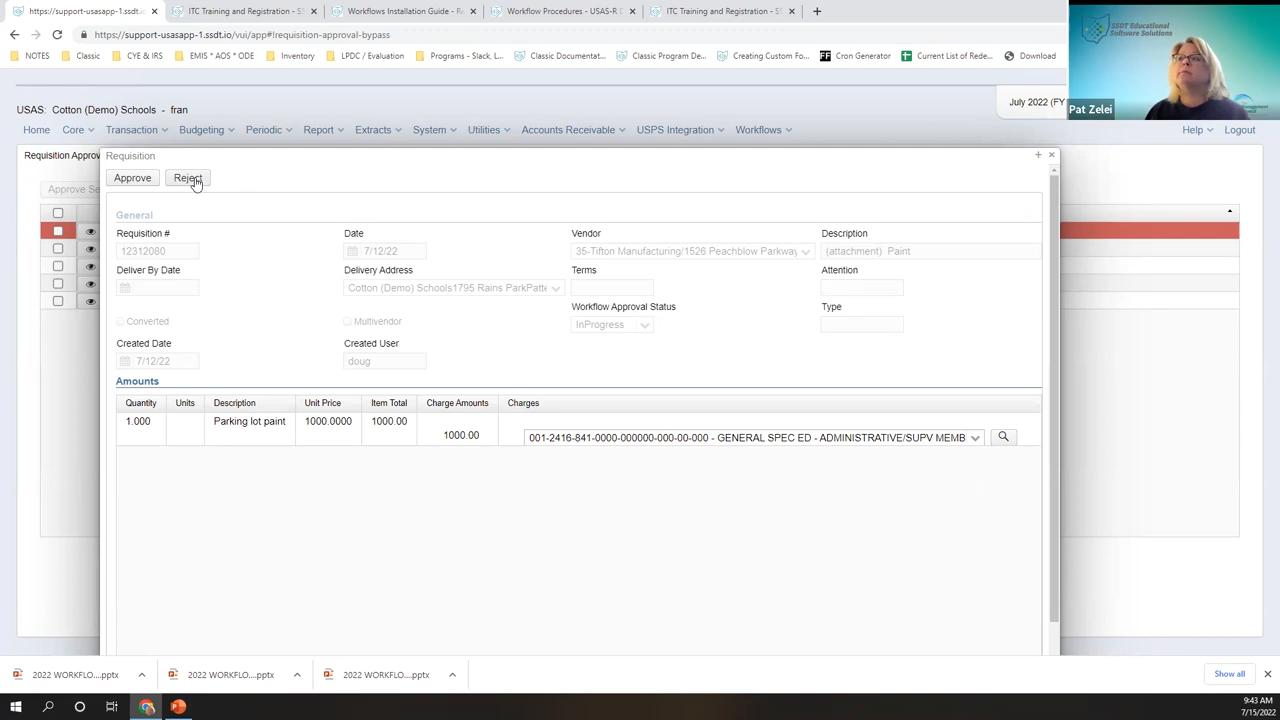 https://support-usasapp-1.ssdt.i
ITC Training and Registration - S
Workflows Installation Guide - Re
Workflow Procedures - USAS-R D
ITC Training and Registration - S
https://support-usasapp-1.ssdt.io/vui/app#!requisition-approval-bypass
NOTES
Classic
CYE & IRS
EMIS * AOS * ODE
Inventory
LPDC / Evaluation
Programs - Slack, L...
Classic Documentat...
Classic Program De...
Creating Custom Fo...
FF Cron Generator
Current List of Rede...
Download
SSDT Educational
Software Solutions
Pat Zelei
USAS: Cotton (Demo) Schools - fran
July 2022 (FY
Home Core Transaction Budgeting Periodic Report Extracts System Utilities Accounts Receivable USPS Integration Workflows Help Logout
Requisition Approv
Requisition
Approve Se
Approve Reject
General
Requisition # Date Vendor Description
12312080 7/12/22 35-Tifton Manufacturing/1526 Peachblow Parkway (attachment) Paint
Deliver By Date Delivery Address Terms Attention
Cotton (Demo) Schools1795 Rains ParkPatte
Workflow Approval Status Type
Converted Multivendor InProgress
Created Date Created User
7/12/22 doug
Amounts
Quantity Units Description Unit Price Item Total Charge Amounts Charges
1.000 Parking lot paint 1000.0000 1000.00
1000.00 001-2416-841-0000-000000-000-00-000 - GENERAL SPEC ED - ADMINISTRATIVE/SUPV MEMB
2022 WORKFLO....pptx
2022 WORKFLO....pptx
2022 WORKFLO....pptx
Show all
9:43 AM
7/15/2022